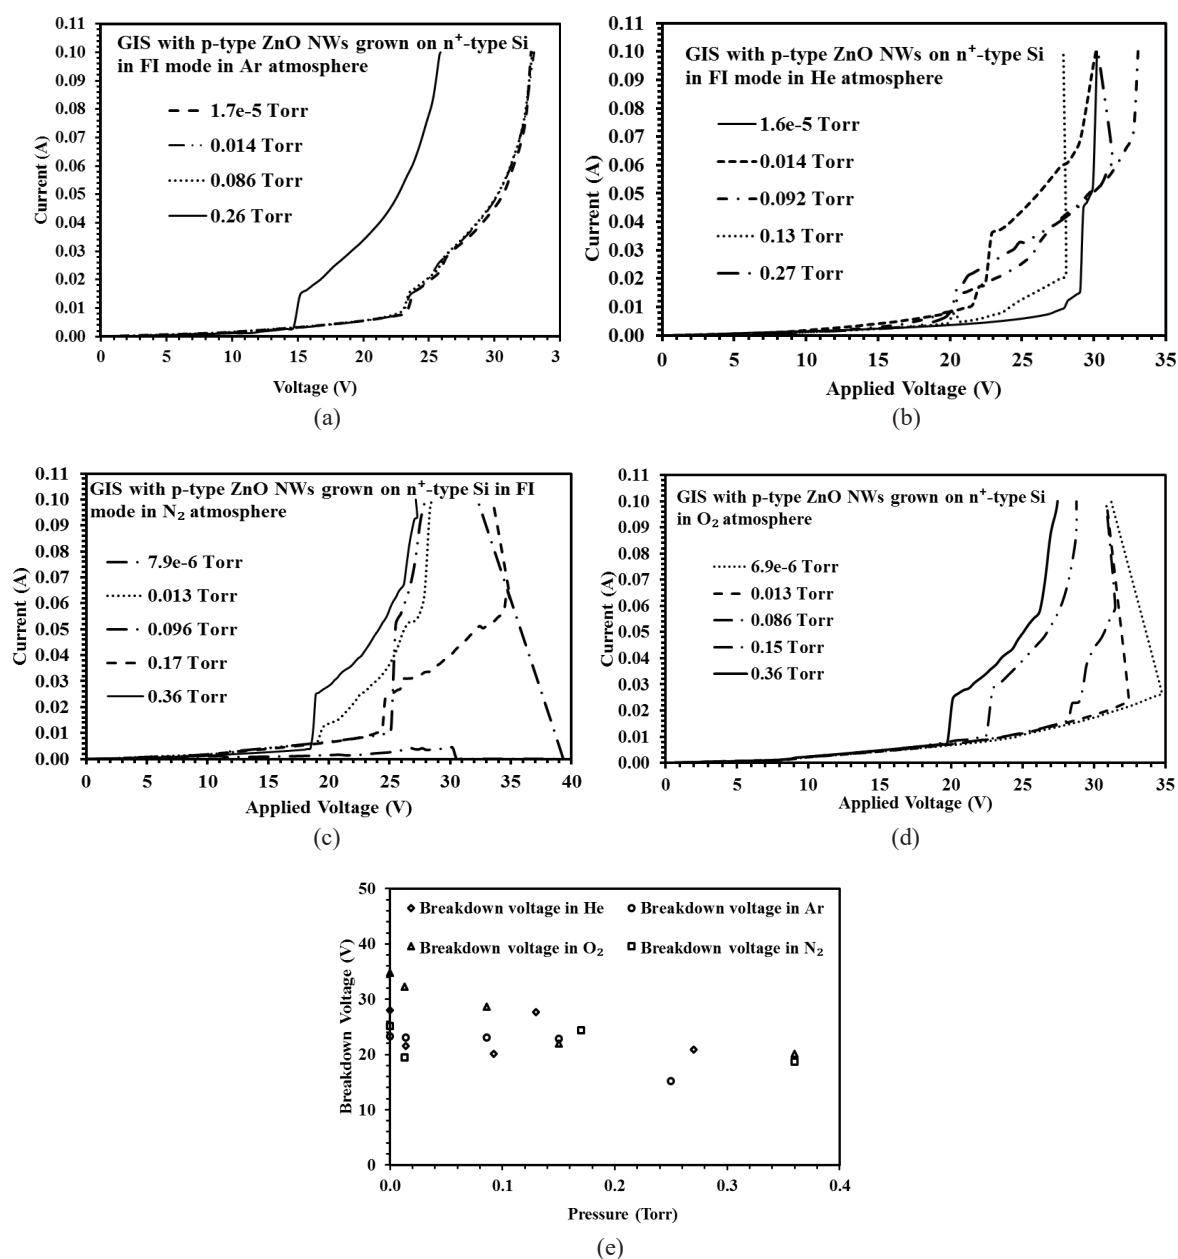 GIS with p-type ZnO NWs grown on n⁺-type Si
in FI mode in Ar atmosphere
1.7e-5 Torr
0.014 Torr
0.086 Torr
0.26 Torr
Current (A)
0.11
0.10
0.09
0.08
0.07
0.06
0.05
0.04
0.03
0.02
0.01
0.00
0 5 10 15 20 25 30 3
Voltage (V)
(a)
GIS with p-type ZnO NWs on n⁺-type Si
in FI mode in He atmosphere
1.6e-5 Torr
0.014 Torr
0.092 Torr
0.13 Torr
0.27 Torr
Current (A)
0.11
0.10
0.09
0.08
0.07
0.06
0.05
0.04
0.03
0.02
0.01
0.00
0 5 10 15 20 25 30 35
Applied Voltage (V)
(b)
GIS with p-type ZnO NWs grown on n⁺-type Si in FI
mode in N₂ atmosphere
7.9e-6 Torr
0.013 Torr
0.096 Torr
0.17 Torr
0.36 Torr
Current (A)
0.11
0.10
0.09
0.08
0.07
0.06
0.05
0.04
0.03
0.02
0.01
0.00
0 5 10 15 20 25 30 35 40
Applied Voltage (V)
(c)
GIS with p-type ZnO NWs grown on n⁺-type Si
in O₂ atmosphere
6.9e-6 Torr
0.013 Torr
0.086 Torr
0.15 Torr
0.36 Torr
Current (A)
0.11
0.10
0.09
0.08
0.07
0.06
0.05
0.04
0.03
0.02
0.01
0.00
0 5 10 15 20 25 30 35
Applied Voltage (V)
(d)
Breakdown voltage in He Breakdown voltage in Ar
Breakdown voltage in O₂ Breakdown voltage in N₂
Breakdown Voltage (V)
50
40
30
20
10
0
0.0 0.1 0.2 0.3 0.4
Pressure (Torr)
(e)